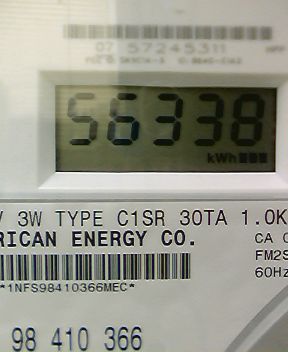 07 57245311
56338
kWh
V 3W TYPE C1SR 30TA 1.0K
RICAN ENERGY CO.
CA
FM2S
60Hz
*1NFS98410366MEC*
98 410 366